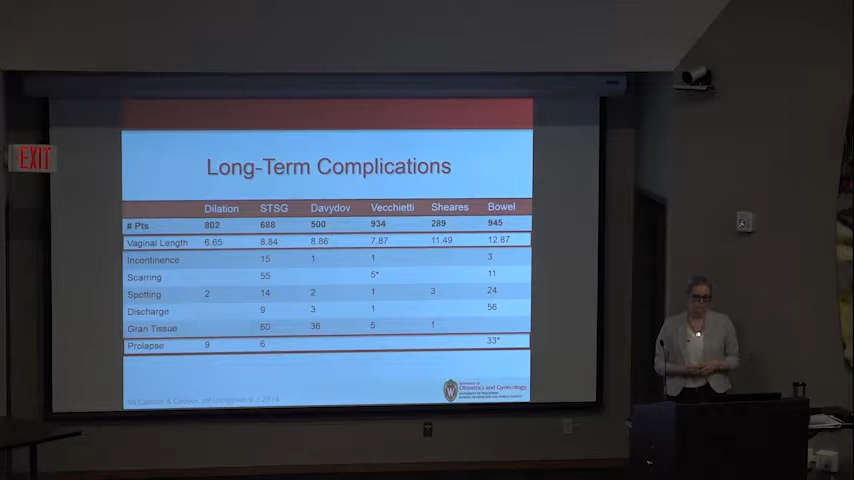 EXIT
Long-Term Complications
Dilation STSG Davydov Vecchietti Sheares Bowel
# Pts 802 688 500 934 289 945
Vaginal Length 6.65 8.84 8.86 7.87 11.49 12.87
Incontinence 15 1 1 3
Scarring 55 5* 11
Spotting 2 14 2 1 3 24
Discharge 9 3 1 56
Gran Tissue 60 36 5 1
Prolapse 9 6 33*
Obstetrics and Gynecology